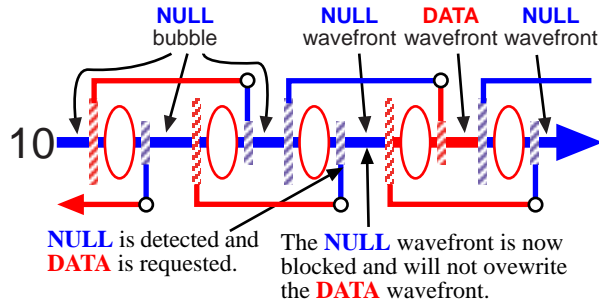 NULL
bubble
NULL
wavefront
DATA
wavefront
NULL
wavefront
10
NULL is detected and
DATA is requested.
The NULL wavefront is now
blocked and will not ovewrite
the DATA wavefront.